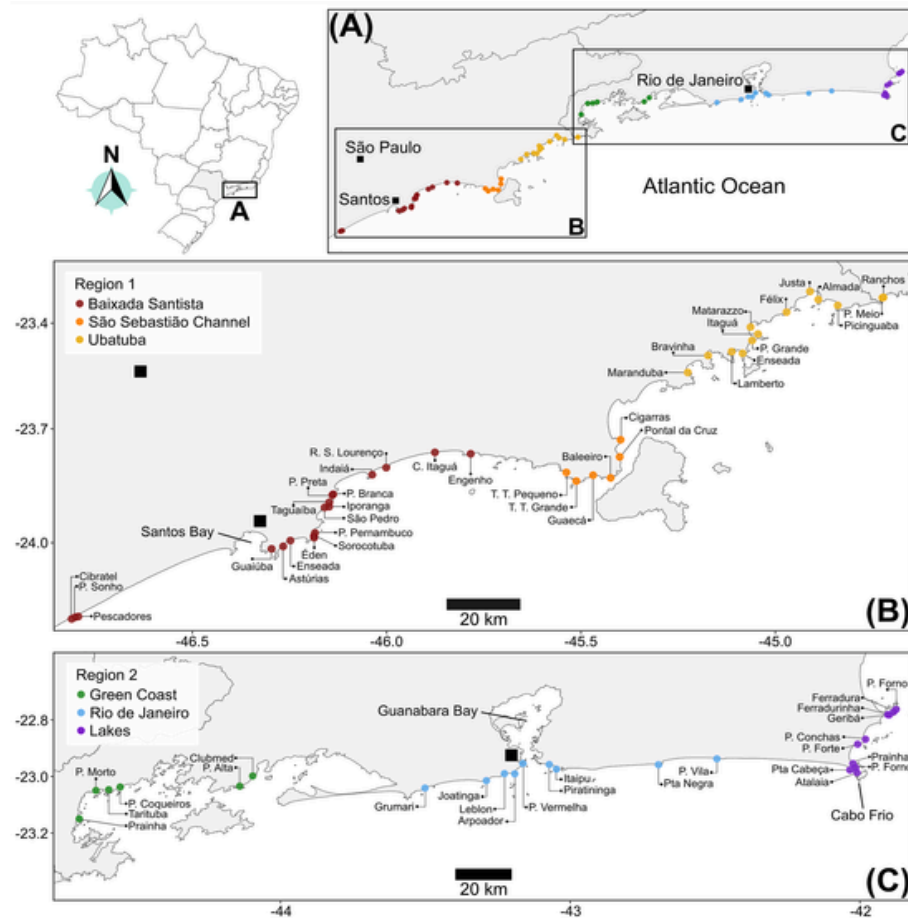 (A)
Rio de Janeiro
São Paulo
Santos
Atlantic Ocean
B
C
N
A
Region 1
Baixada Santista
São Sebastião Channel
Ubatuba
-23.4
-23.7
-24.0
Justa
Ranchos
Almada
Félix
Matarazzo
Itaguá
P. Meio
Picinguaba
Bravinha
P. Grande
Enseada
Maranduba
Lamberto
Cigarras
Pontal da Cruz
Baleeiro
R. S. Lourenço
Indaiá
C. Itaguá
Engenho
T. T. Pequeno
T. T. Grande
Guaecá
P. Preta
P. Branca
Taguaíba
Iporanga
São Pedro
Santos Bay
P. Pernambuco
Sorocotuba
Éden
Guaiúba
Enseada
Astúrias
Cibratel
P. Sonho
Pescadores
20 km
(B)
-46.5
-46.0
-45.5
-45.0
Region 2
Green Coast
Rio de Janeiro
Lakes
-22.8
-23.0
-23.2
Guanabara Bay
P. Forno
Ferradura
Ferradurinha
Geribá
P. Conchas
P. Forte
Prainha
P. Forno
Pta Cabeça
Atalaia
Cabo Frio
Clubmed
P. Alta
P. Morto
P. Coqueiros
Tarituba
Prainha
Grumari
Joatinga
Leblon
Arpoador
P. Vermelha
Itaipu
Piratininga
P. Vila
Pta Negra
20 km
(C)
-44
-43
-42